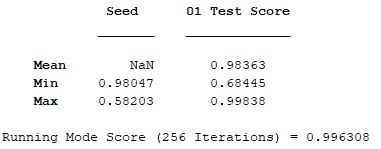 Seed 01 Test Score
Mean NaN 0.98363
Min 0.98047 0.68445
Max 0.58203 0.99838
Running Mode Score (256 Iterations) = 0.996308